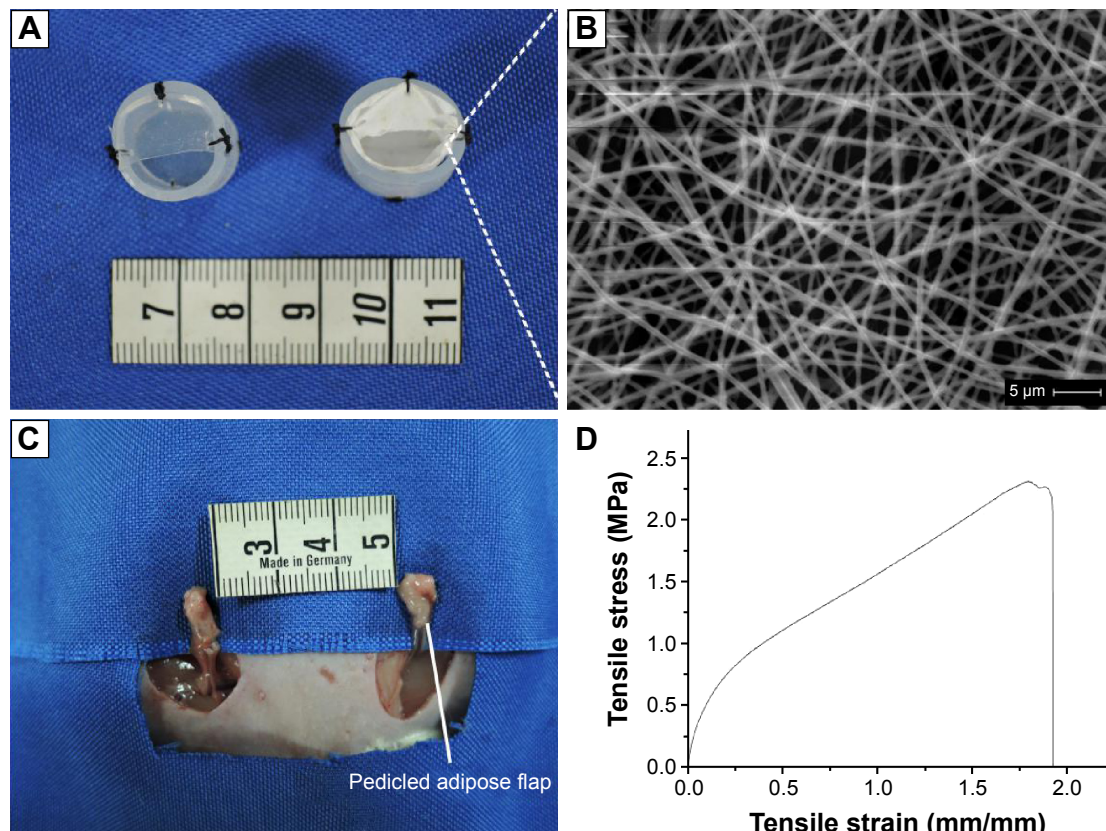 A
7 8 9 10 11
B
5 µm
C
3 4 5
Made in Germany
Pedicled adipose flap
D
Tensile stress (MPa)
2.5
2.0
1.5
1.0
0.5
0.0
0.0 0.5 1.0 1.5 2.0
Tensile strain (mm/mm)